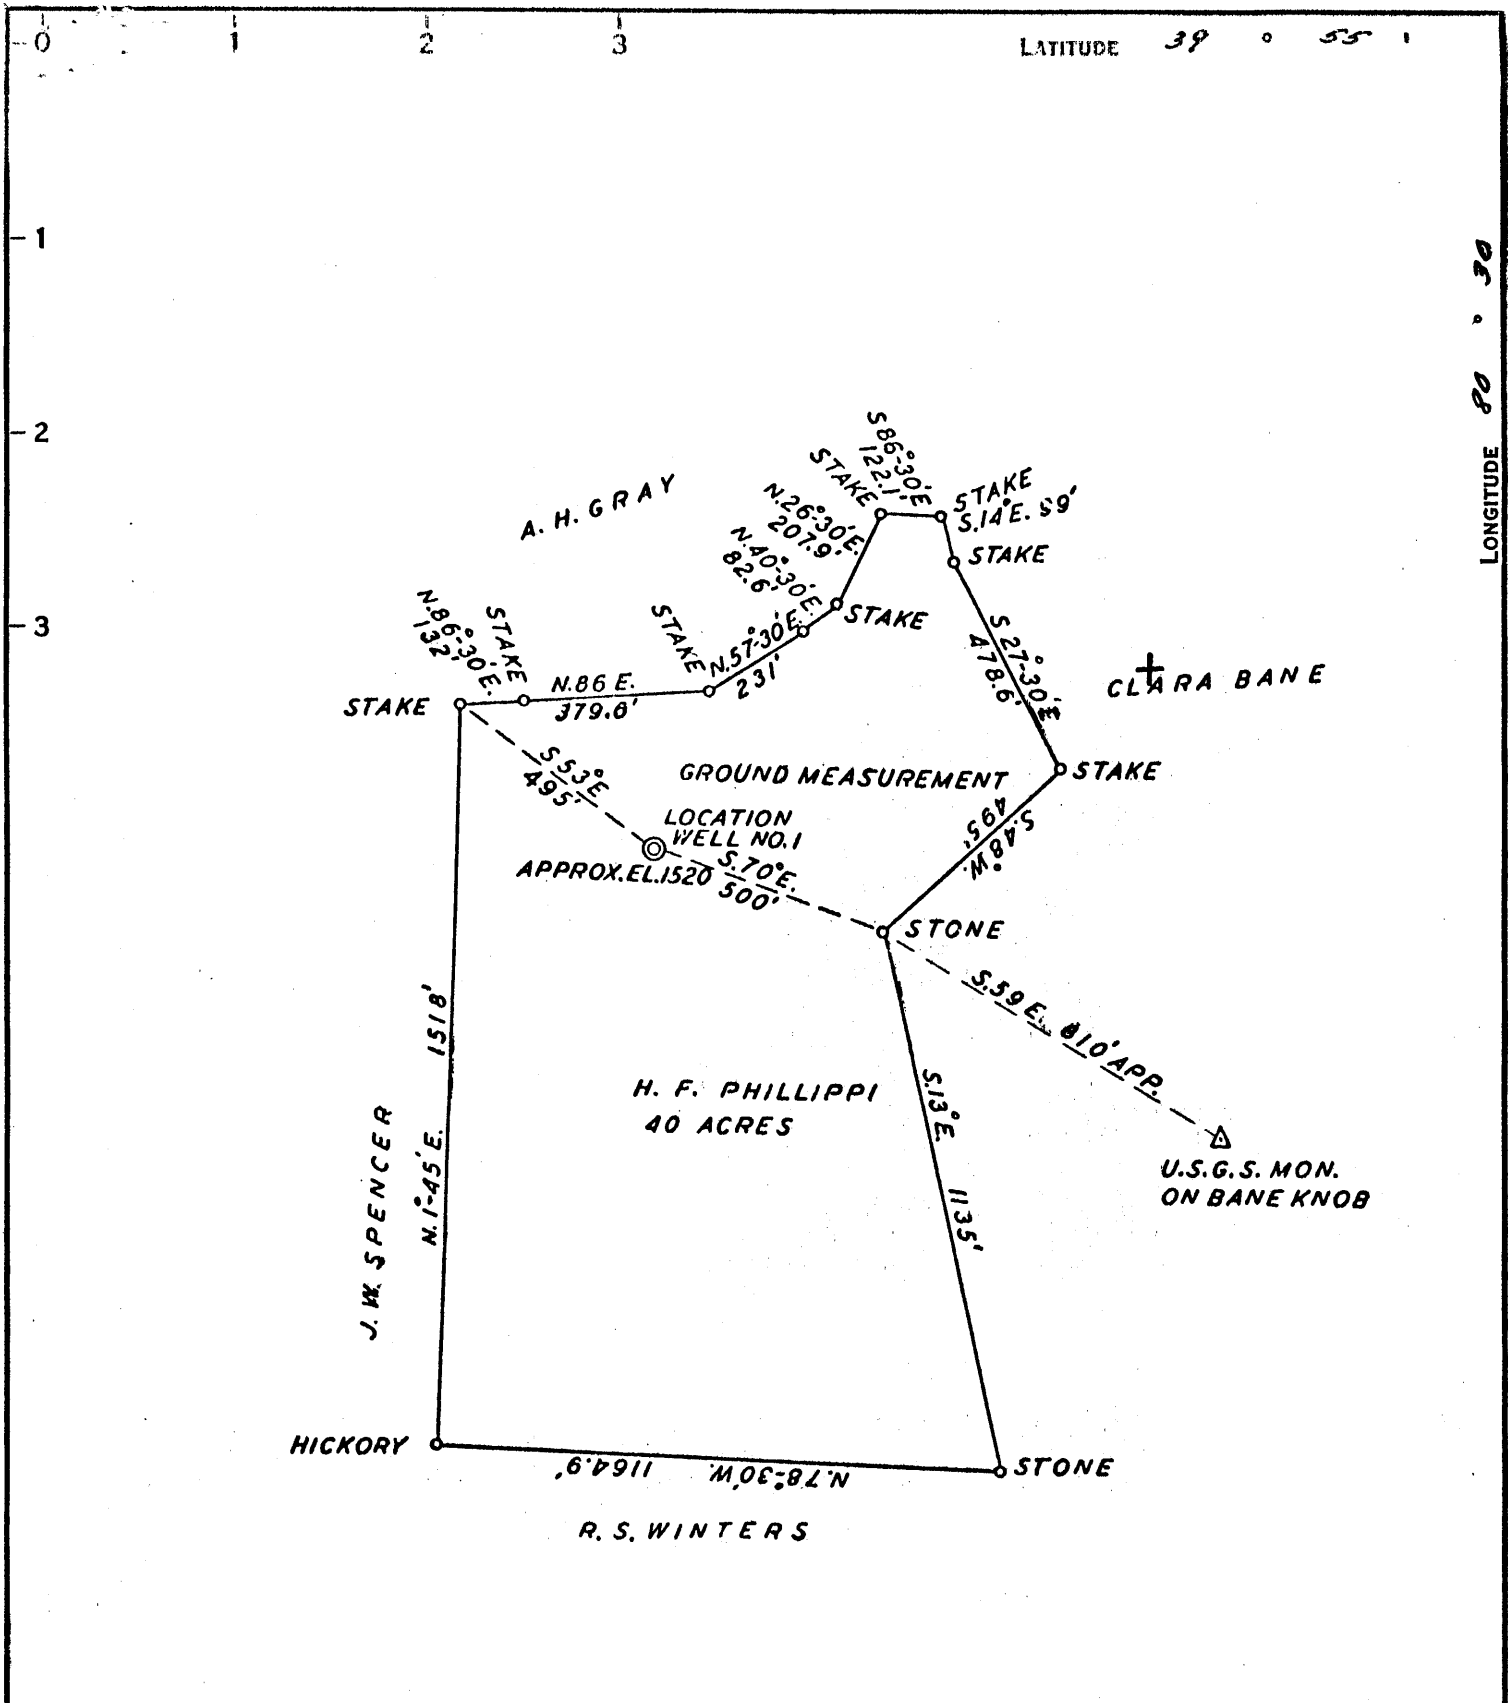 0 1 2 3
LATITUDE 39 ° 55 '
1
2
3
LONGITUDE 80 ° 30
A. H. GRAY
S 86°-30'E
122.1'
STAKE
STAKE
S.14°E. 99'
N.26°-30'E.
207.9'
STAKE
N.40°-30'E.
82.6'
STAKE
N.86°-30'E.
132'
STAKE
STAKE
N.57°-30'E.
231'
S 27°-30'E
478.6'
CLARA BANE
N.86 E.
379.6'
STAKE
S 53°E
495'
GROUND MEASUREMENT
STAKE
S.48°W.
495'
LOCATION
WELL NO.1
APPROX.EL.1520
S.70°E.
500'
STONE
S.59 E. 810' APP.
U.S.G.S. MON.
ON BANE KNOB
H. F. PHILLIPPI
40 ACRES
S.13°E. 1135'
J.W. SPENCER
N.1°-45'E. 1518'
HICKORY
STONE
N.78°-30'W. 1164.9'
R. S. WINTERS